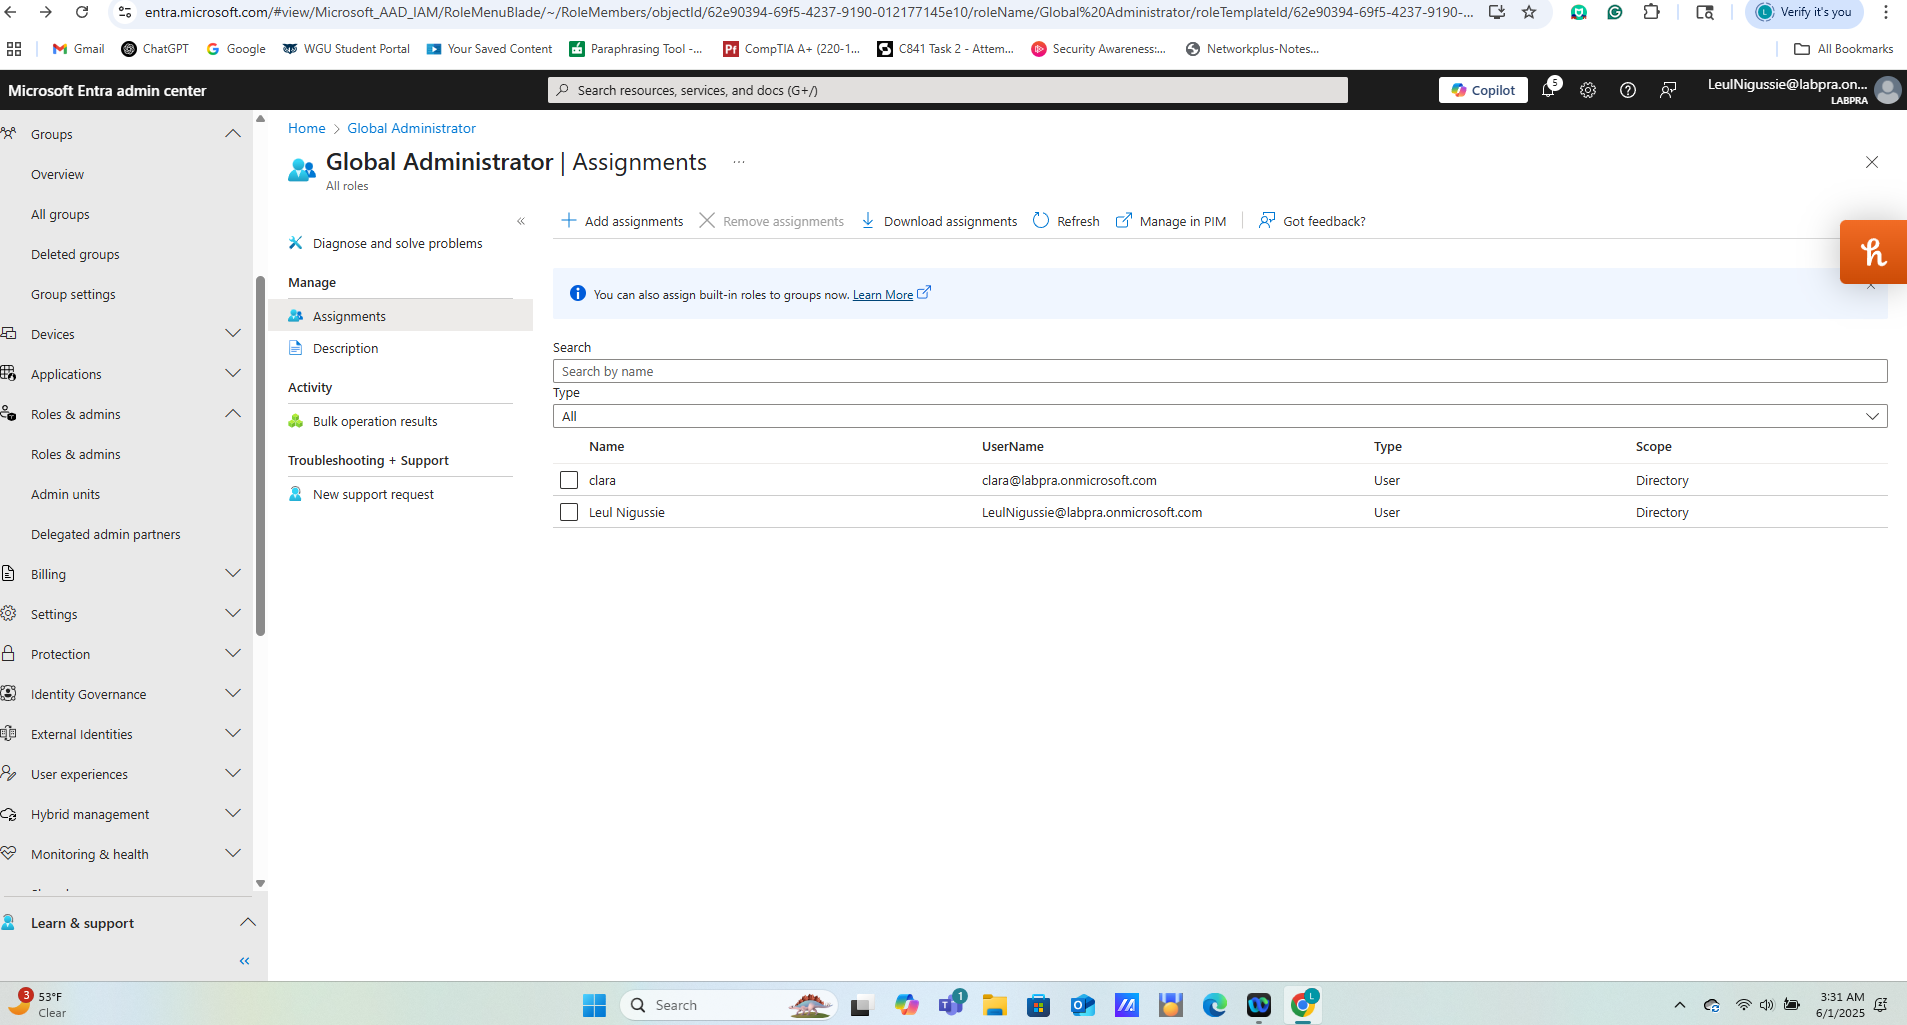 entra.microsoft.com/#view/Microsoft_AAD_IAM/RoleMenuBlade/~/RoleMembers/objectId/62e90394-69f5-4237-9190-012177145e10/roleName/Global%20Administrator/roleTemplateId/62e90394-69f5-4237-9190-...
L Verify it's you
Gmail ChatGPT Google WGU Student Portal Your Saved Content Paraphrasing Tool -... Pf CompTIA A+ (220-1... C841 Task 2 - Attem... Security Awareness:... Networkplus-Notes... All Bookmarks
Microsoft Entra admin center
Search resources, services, and docs (G+/)
Copilot
5
LeulNigussie@labpra.on...
LABPRA
Groups
Overview
All groups
Deleted groups
Group settings
Devices
Applications
Roles & admins
Roles & admins
Admin units
Delegated admin partners
Billing
Settings
Protection
Identity Governance
External Identities
User experiences
Hybrid management
Monitoring & health
Learn & support
Home > Global Administrator
Global Administrator | Assignments ...
All roles
Diagnose and solve problems
Manage
Assignments
Description
Activity
Bulk operation results
Troubleshooting + Support
New support request
Add assignments Remove assignments Download assignments Refresh Manage in PIM Got feedback?
You can also assign built-in roles to groups now. Learn More
h
Search
Search by name
Type
All
Name UserName Type Scope
clara clara@labpra.onmicrosoft.com User Directory
Leul Nigussie LeulNigussie@labpra.onmicrosoft.com User Directory
3
53°F
Clear
Search
1
L
3:31 AM
6/1/2025